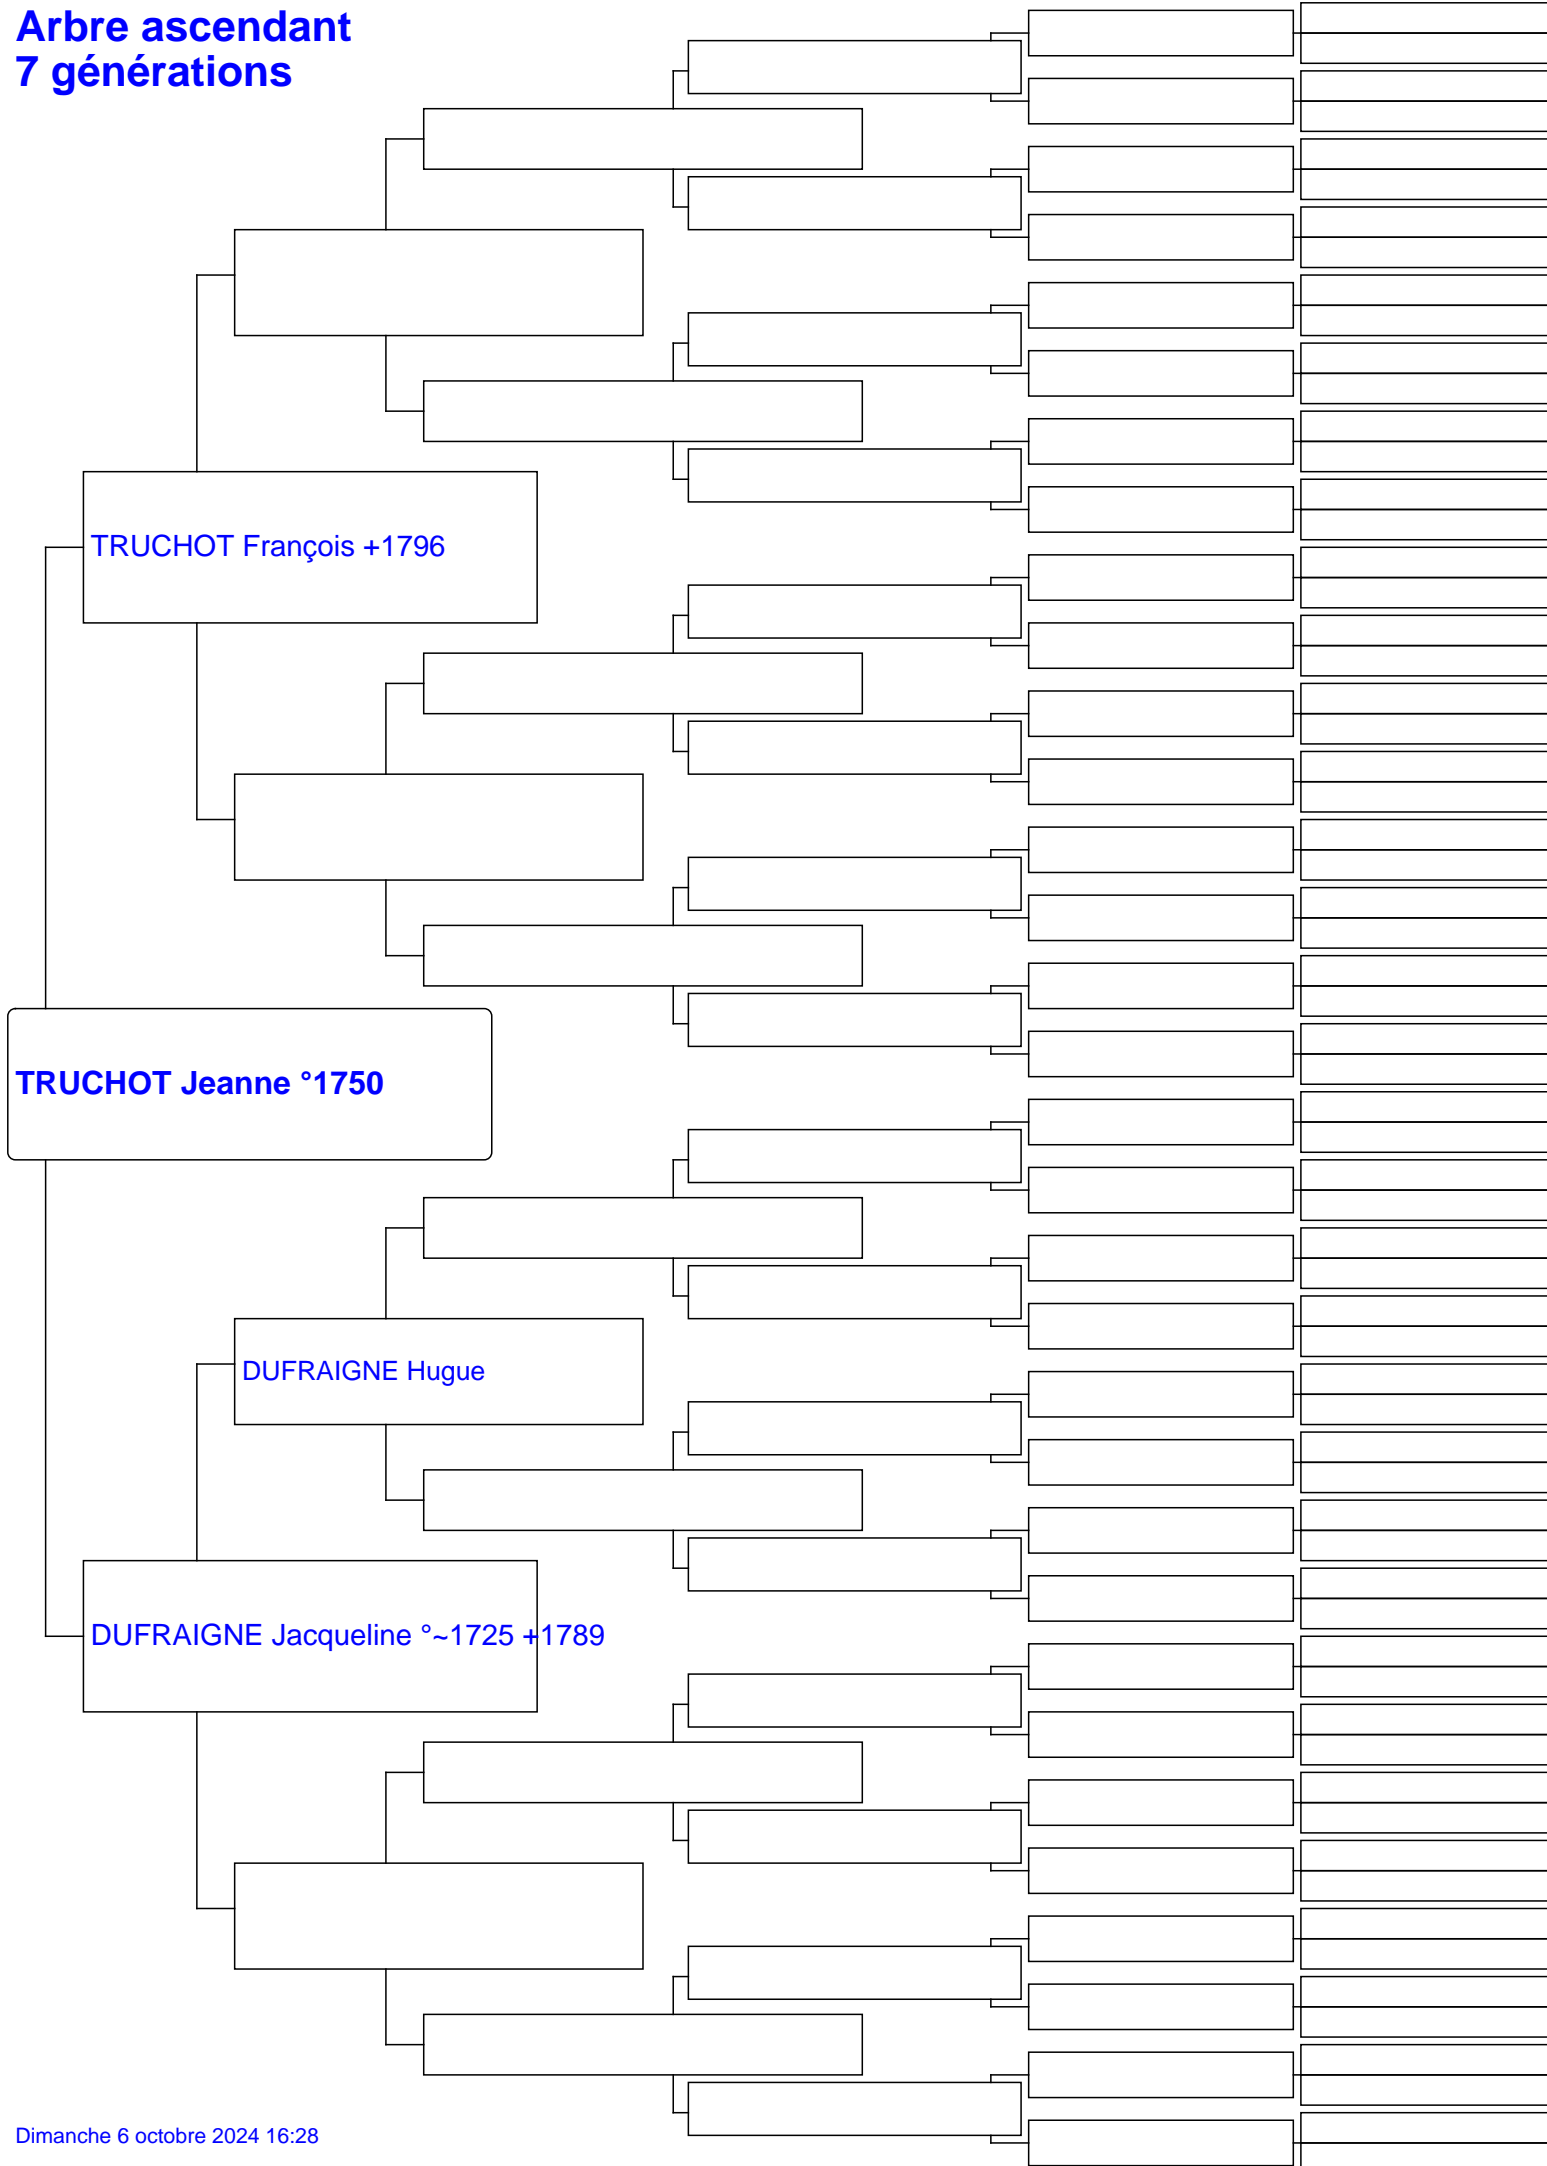 Arbre ascendant
7 générations
TRUCHOT François +1796
TRUCHOT Jeanne °1750
DUFRAIGNE Hugue
DUFRAIGNE Jacqueline °~1725 +1789
Dimanche 6 octobre 2024 16:28